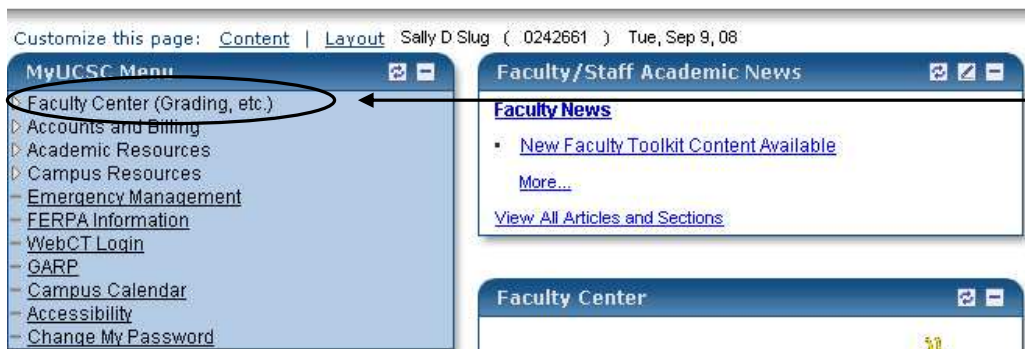 Customize this page: Content | Layout Sally D Slug ( 0242661 ) Tue, Sep 9, 08
MyUCSC Menu
Faculty Center (Grading, etc.)
Accounts and Billing
Academic Resources
Campus Resources
Emergency Management
FERPA Information
WebCT Login
GARP
Campus Calendar
Accessibility
Change My Password
Faculty/Staff Academic News
Faculty News
New Faculty Toolkit Content Available
More...
View All Articles and Sections
Faculty Center